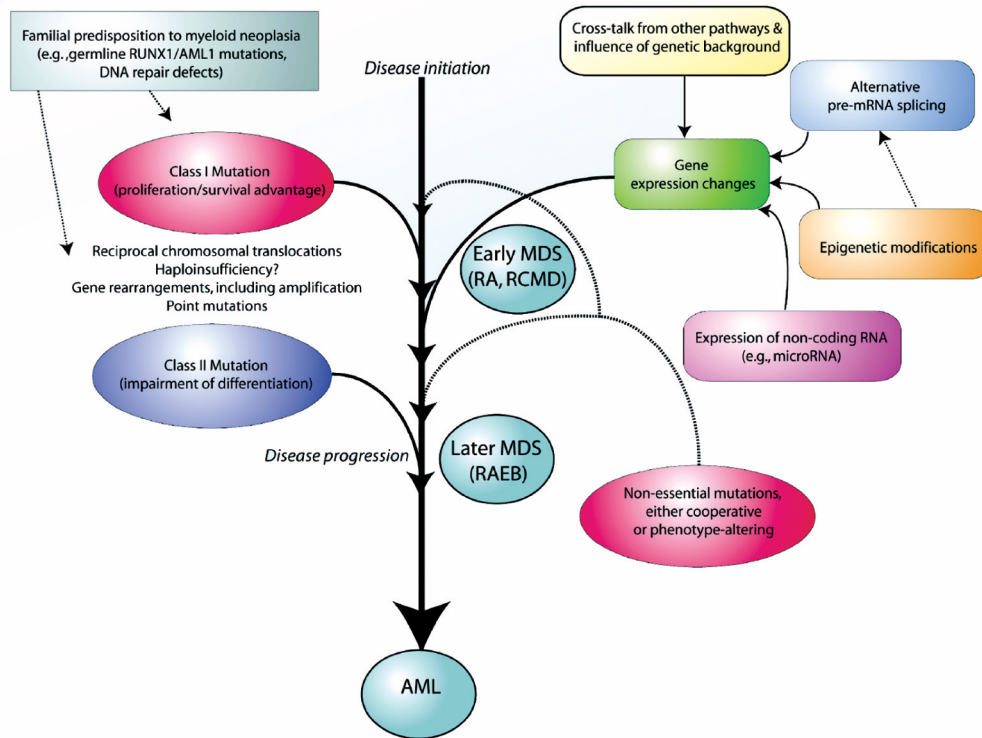 Familial predisposition to myeloid neoplasia
(e.g.,germline RUNX1/AML1 mutations,
DNA repair defects)
Disease initiation
Cross-talk from other pathways &
influence of genetic background
Alternative
pre-mRNA splicing
Class I Mutation
(proliferation/survival advantage)
Gene
expression changes
Epigenetic modifications
Reciprocal chromosomal translocations
Haploinsufficiency?
Gene rearrangements, including amplification
Point mutations
Early MDS
(RA, RCMD)
Expression of non-coding RNA
(e.g., microRNA)
Class II Mutation
(impairment of differentiation)
Disease progression
Later MDS
(RAEB)
Non-essential mutations,
either cooperative
or phenotype-altering
AML